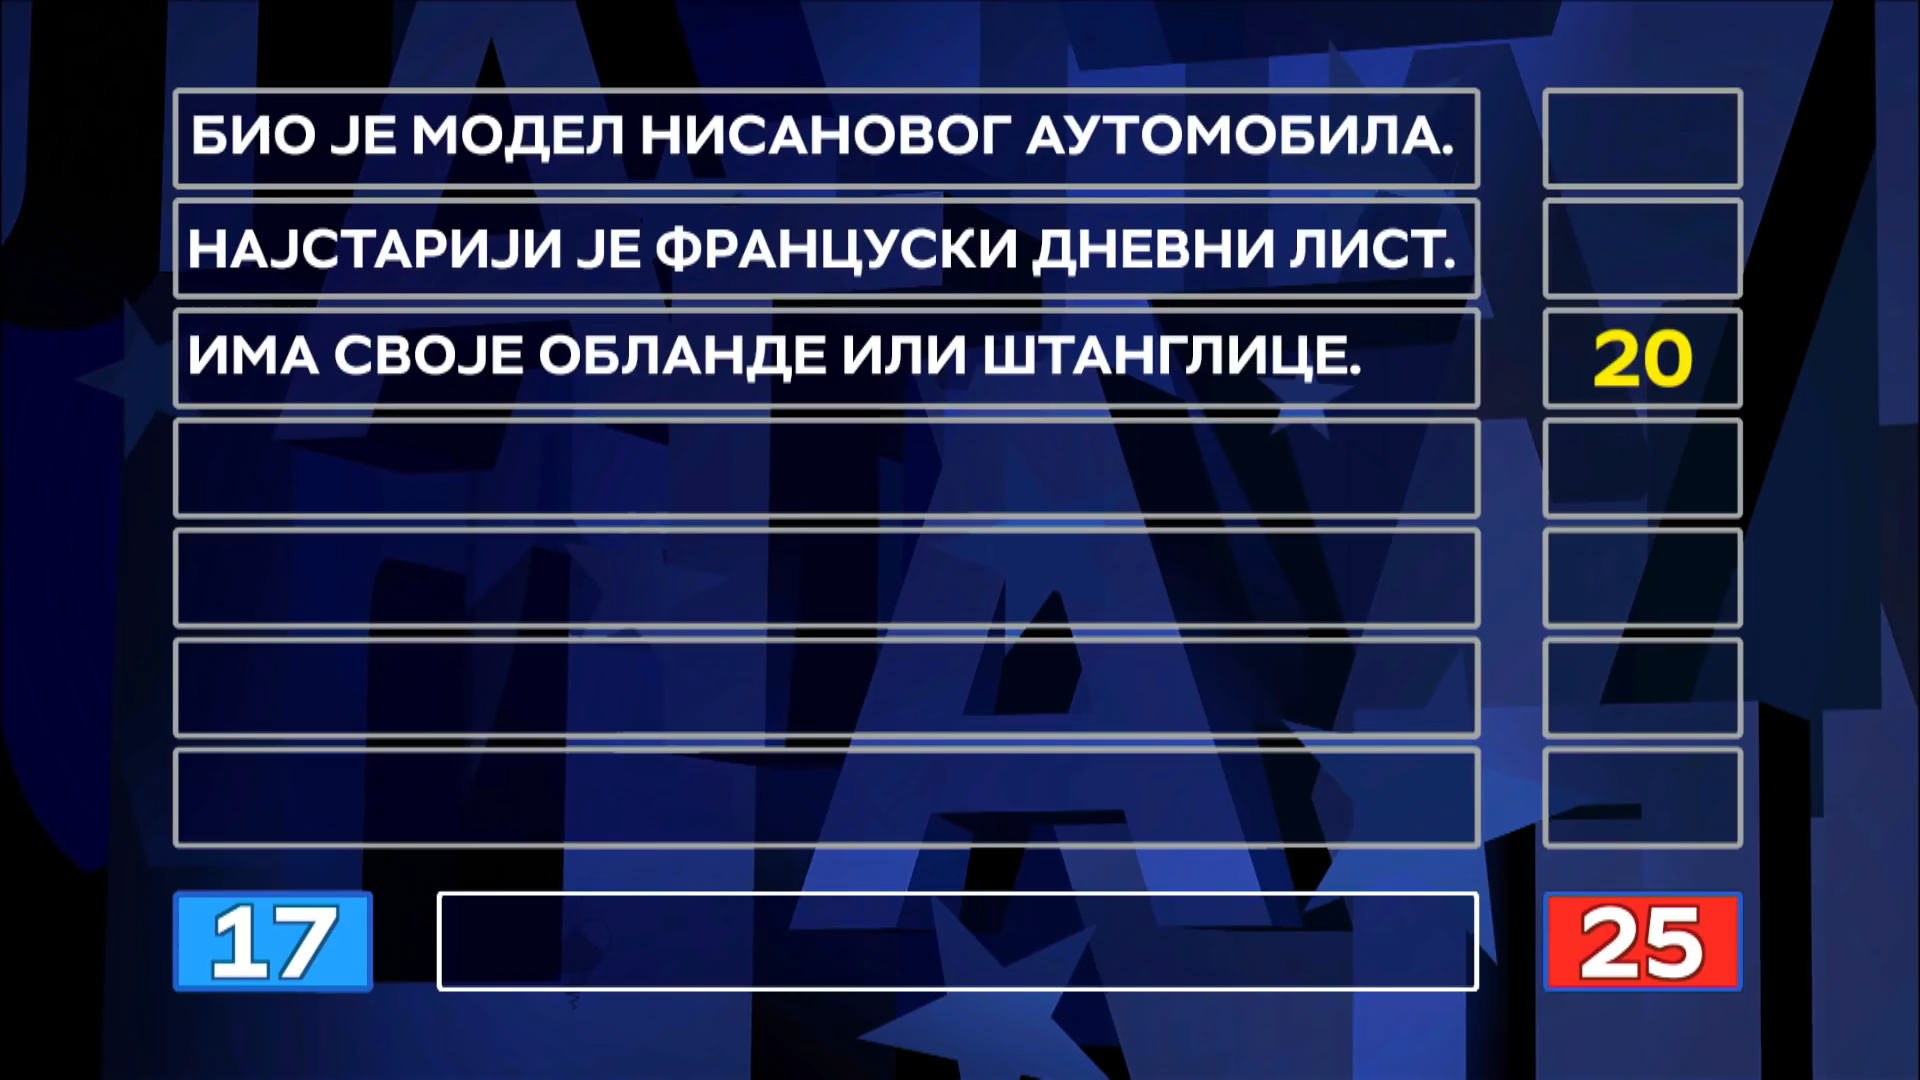 БИО ЈЕ МОДЕЛ НИСАНОВОГ АУТОМОБИЛА.
НАЈСТАРИЈИ ЈЕ ФРАНЦУСКИ ДНЕВНИ ЛИСТ.
ИМА СВОЈЕ ОБЛАНДЕ ИЛИ ШТАНГЛИЦЕ. 20
17 25